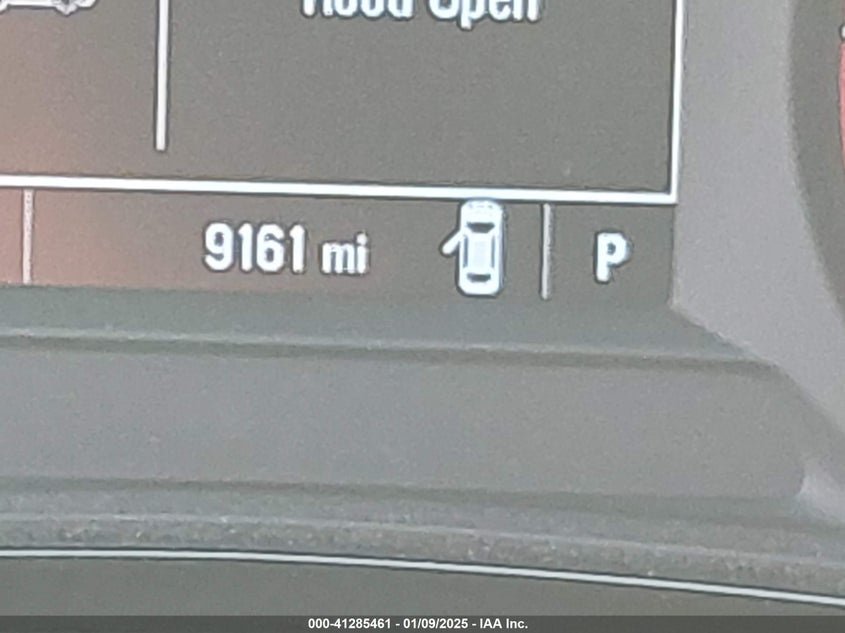 Hood Open
9161 mi
P
000-41285461 - 01/09/2025 - IAA Inc.